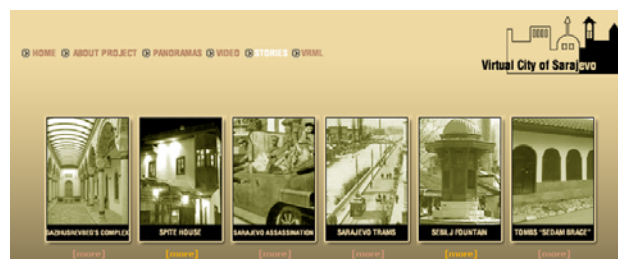 HOME ABOUT PROJECT PANORAMAS VIDEO STORIES VRML
Virtual City of Sarajevo
GAZIHUSREVBEG'S COMPLEX SPITE HOUSE SARAJEVO ASSASSINATION SARAJEVO TRAMS SEBILJ FOUNTAIN TOMBS "SEDAM BRACE"
[more] [more] [more] [more] [more] [more]